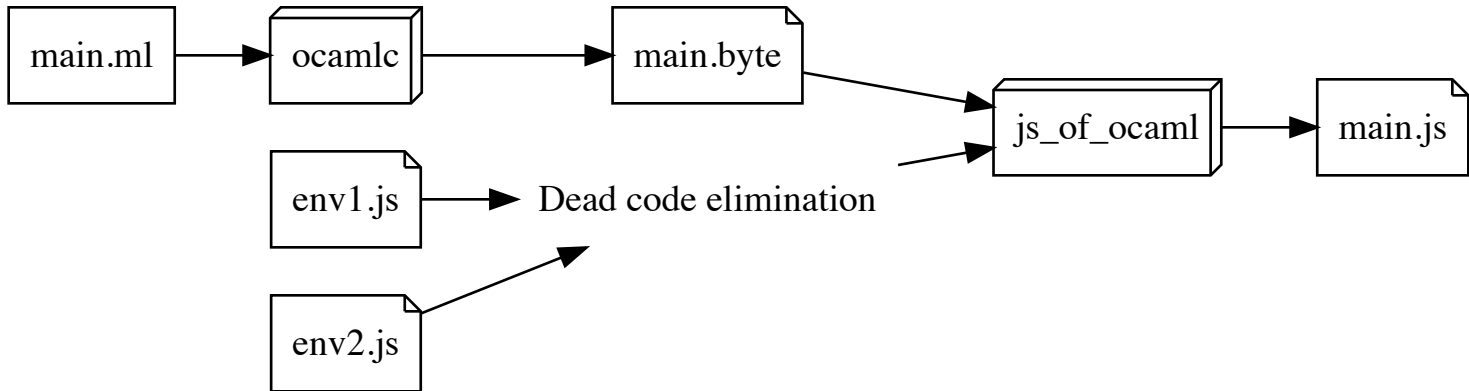 main.ml
ocamlc
main.byte
js_of_ocaml
main.js
env1.js
Dead code elimination
env2.js